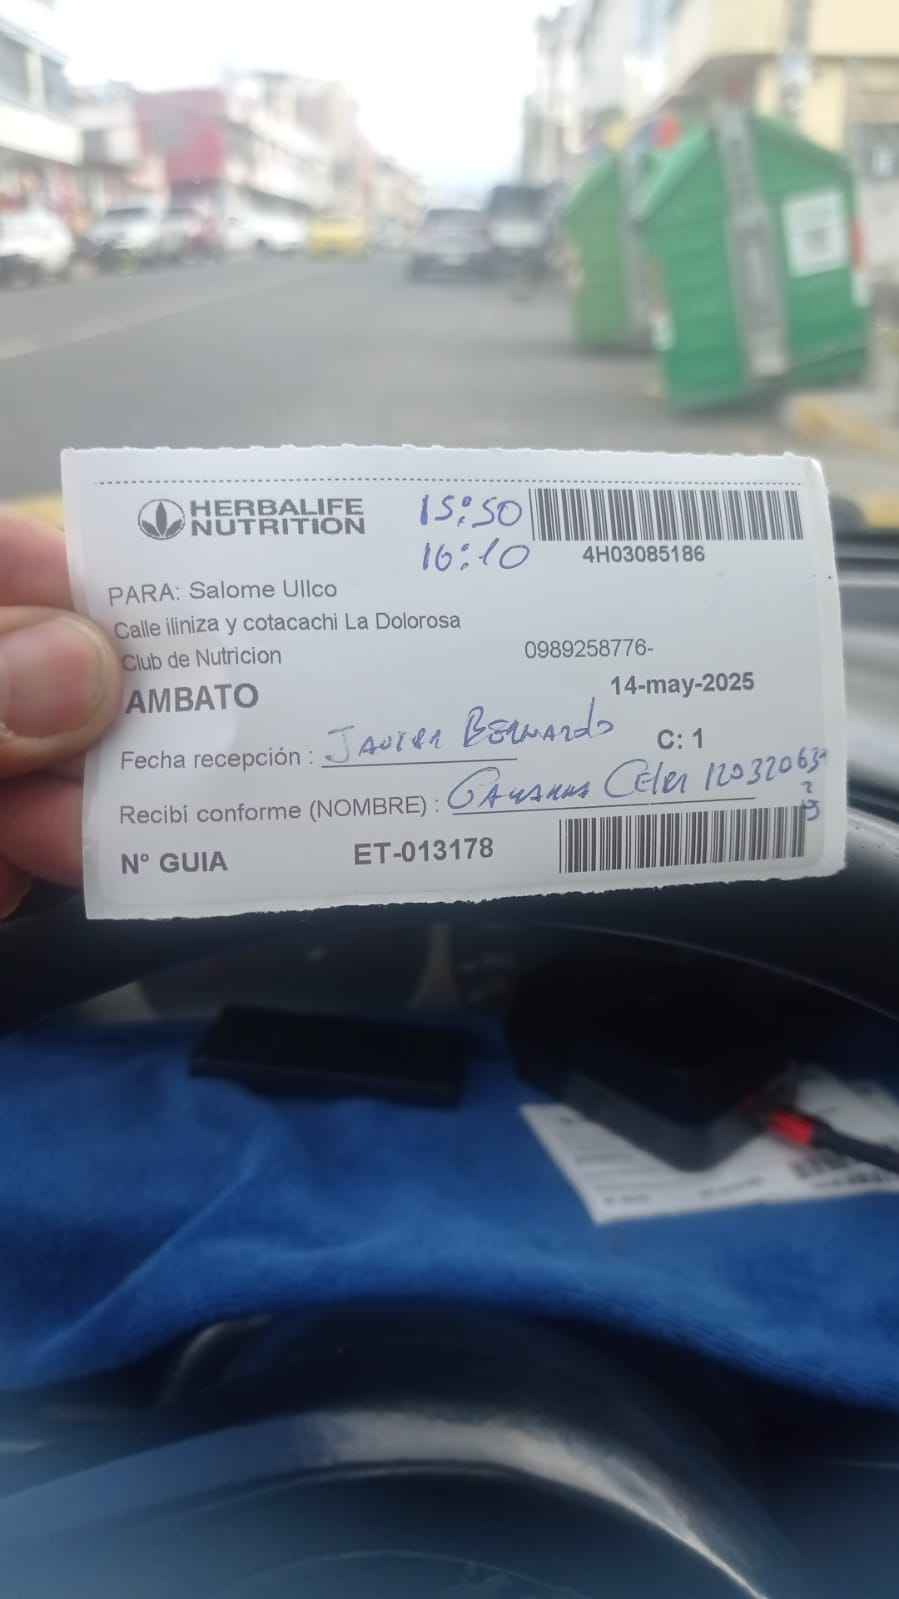 HERBALIFE
NUTRITION
15:50
16:10
4H03085186
PARA: Salome Ullco
Calle iliniza y cotacachi La Dolorosa
Club de Nutricion
0989258776-
AMBATO
14-may-2025
Fecha recepción : Javier Bernardo
C: 1
Recibí conforme (NOMBRE) :
N° GUIA
ET-013178